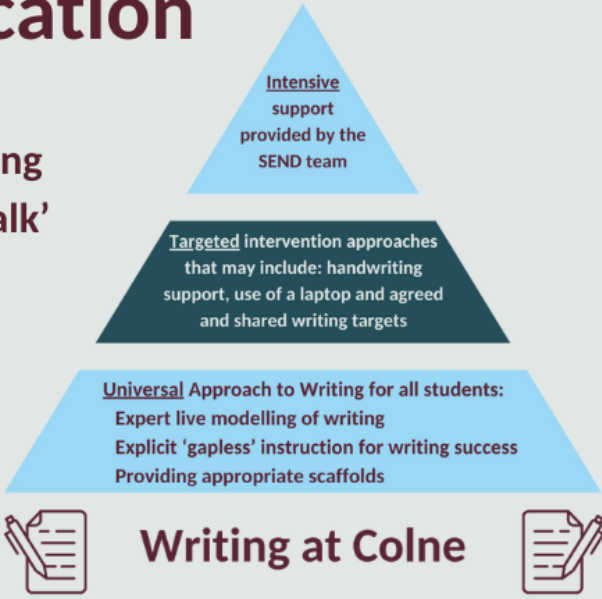 cation
ng
alk’
Intensive
support
provided by the
SEND team
Targeted intervention approaches
that may include: handwriting
support, use of a laptop and agreed
and shared writing targets
Universal Approach to Writing for all students:
Expert live modelling of writing
Explicit ‘gapless’ instruction for writing success
Providing appropriate scaffolds
Writing at Colne